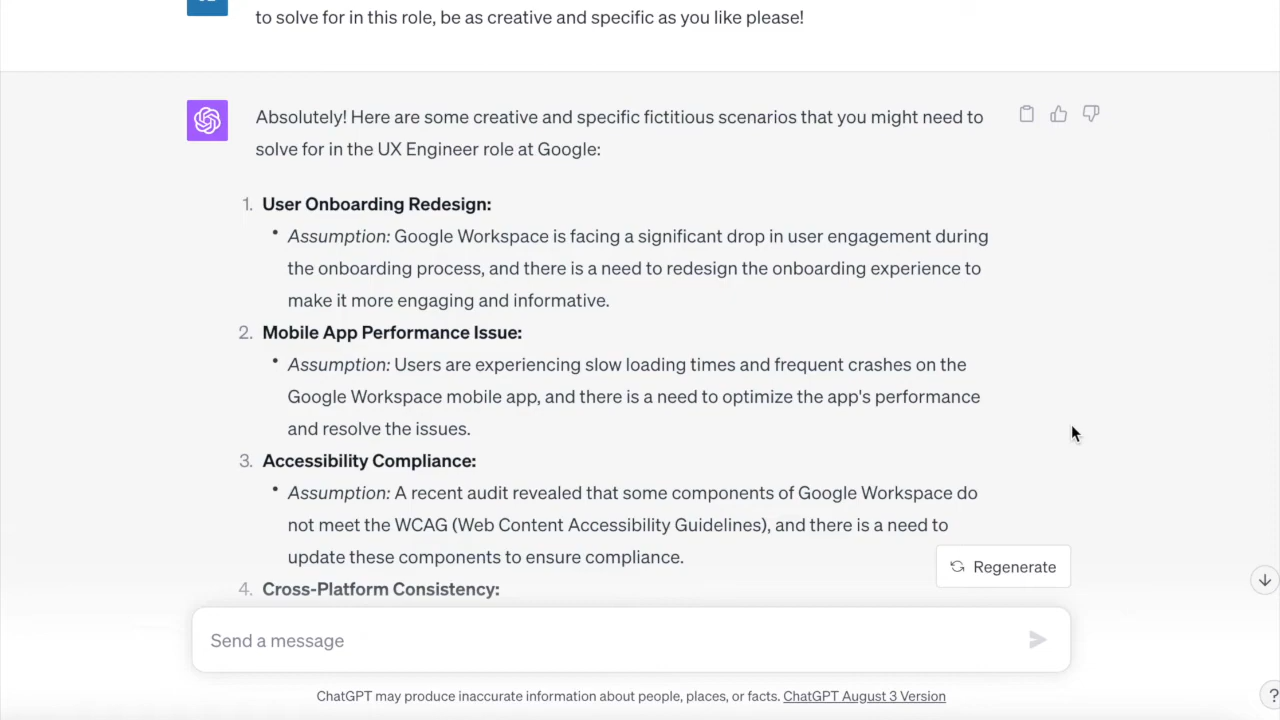 to solve for in this role, be as creative and specific as you like please!
Absolutely! Here are some creative and specific fictitious scenarios that you might need to
solve for in the UX Engineer role at Google:
1. User Onboarding Redesign:
• Assumption: Google Workspace is facing a significant drop in user engagement during
the onboarding process, and there is a need to redesign the onboarding experience to
make it more engaging and informative.
2. Mobile App Performance Issue:
• Assumption: Users are experiencing slow loading times and frequent crashes on the
Google Workspace mobile app, and there is a need to optimize the app's performance
and resolve the issues.
3. Accessibility Compliance:
• Assumption: A recent audit revealed that some components of Google Workspace do
not meet the WCAG (Web Content Accessibility Guidelines), and there is a need to
update these components to ensure compliance.
Regenerate
4. Cross-Platform Consistency:
Send a message
ChatGPT may produce inaccurate information about people, places, or facts. ChatGPT August 3 Version
?